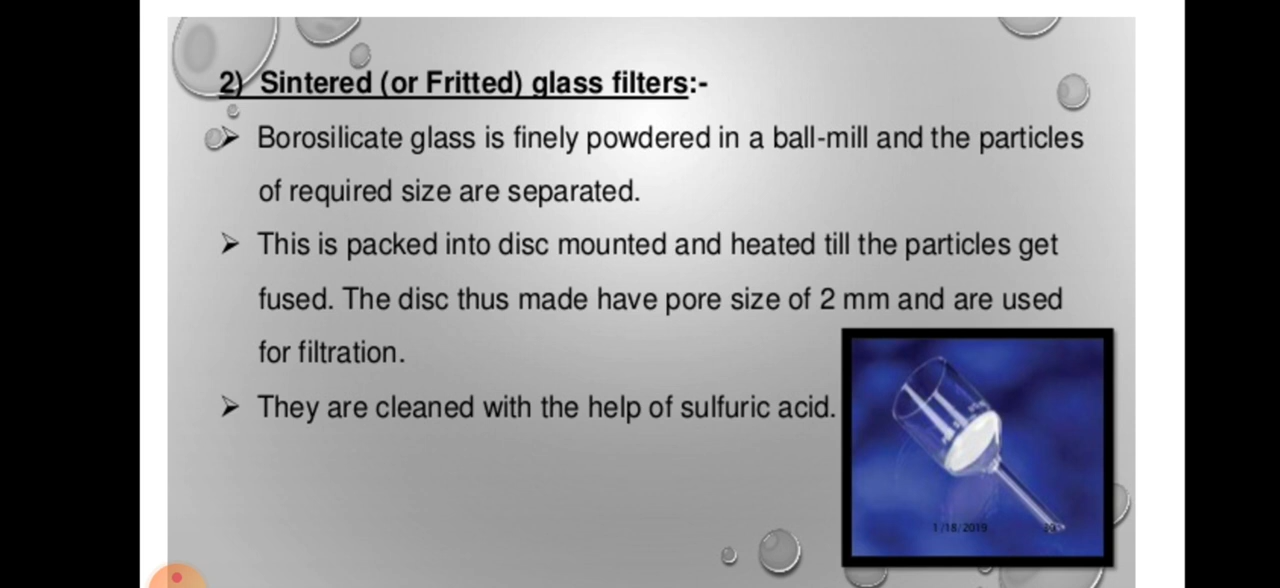 2) Sintered (or Fritted) glass filters:-
➢ Borosilicate glass is finely powdered in a ball-mill and the particles
of required size are separated.
➢ This is packed into disc mounted and heated till the particles get
fused. The disc thus made have pore size of 2 mm and are used
for filtration.
➢ They are cleaned with the help of sulfuric acid.
1/18/2019